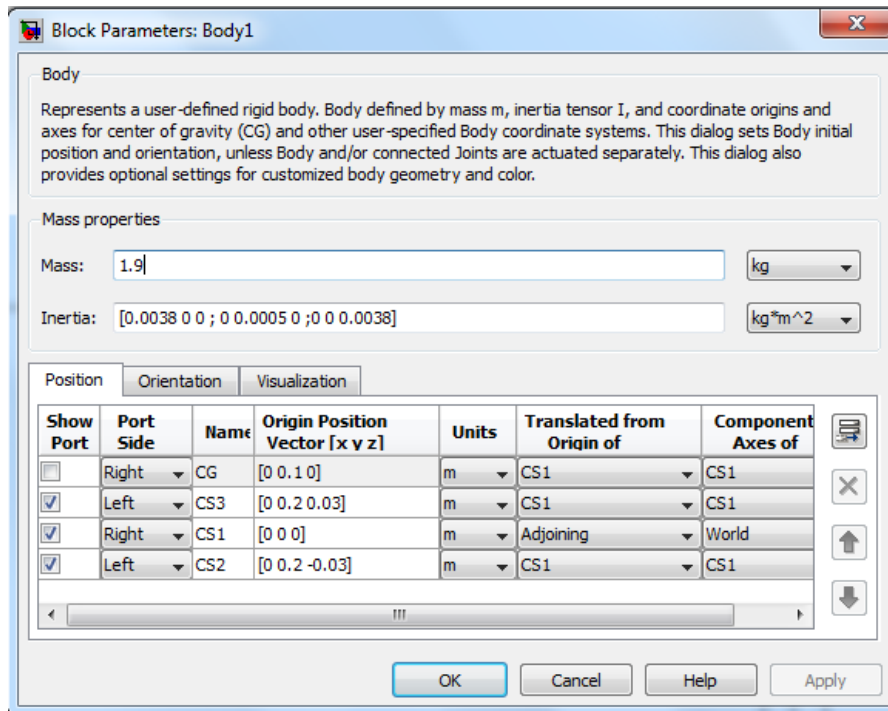 Block Parameters: Body1
Body
Represents a user-defined rigid body. Body defined by mass m, inertia tensor I, and coordinate origins and
axes for center of gravity (CG) and other user-specified Body coordinate systems. This dialog sets Body initial
position and orientation, unless Body and/or connected Joints are actuated separately. This dialog also
provides optional settings for customized body geometry and color.
Mass properties
Mass: 1.9 kg
Inertia: [0.0038 0 0 ; 0 0.0005 0 ;0 0 0.0038] kg*m^2
Position Orientation Visualization
Show Port Port Side Name Origin Position Vector [x y z] Units Translated from Origin of Component Axes of
Right CG [0 0.1 0] m CS1 CS1
Left CS3 [0 0.2 0.03] m CS1 CS1
Right CS1 [0 0 0] m Adjoining World
Left CS2 [0 0.2 -0.03] m CS1 CS1
OK Cancel Help Apply